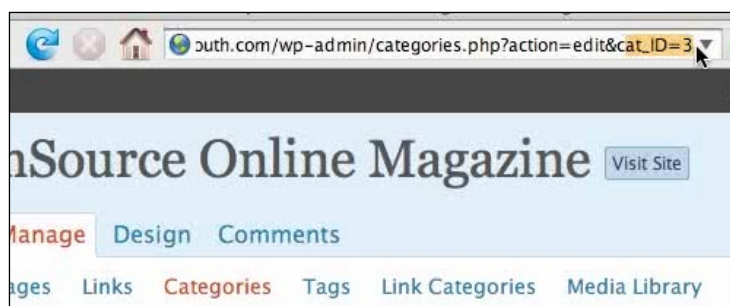 outh.com/wp-admin/categories.php?action=edit&cat_ID=3
nSource Online Magazine Visit Site
Manage Design Comments
ages Links Categories Tags Link Categories Media Library